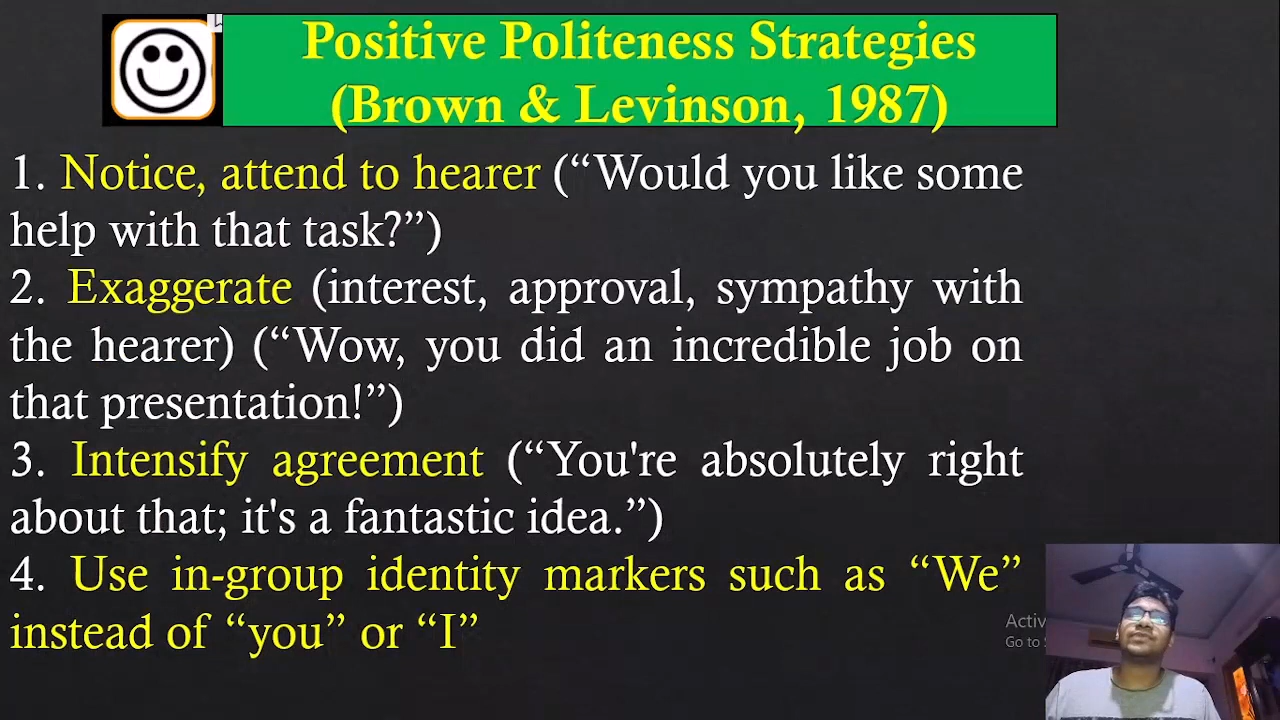 Positive Politeness Strategies
(Brown & Levinson, 1987)
1. Notice, attend to hearer (“Would you like some
help with that task?”)
2. Exaggerate (interest, approval, sympathy with
the hearer) (“Wow, you did an incredible job on
that presentation!”)
3. Intensify agreement (“You're absolutely right
about that; it's a fantastic idea.”)
4. Use in-group identity markers such as “We”
instead of “you” or “I”
Activ
Go to S